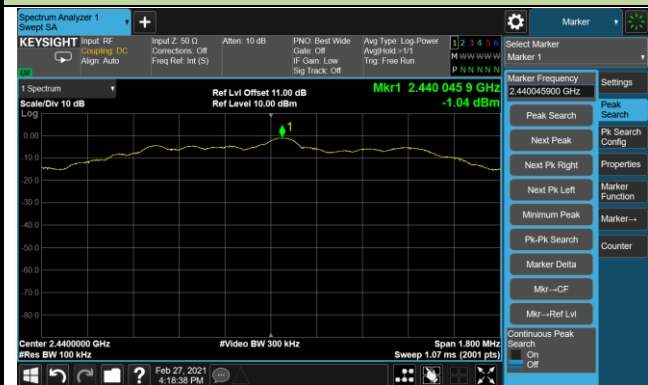 Spectrum Analyzer 1
Swept SA
+
Marker
KEYSIGHT
Input: RF
Coupling: DC
Align: Auto
Input Z: 50 Ω
Corrections: Off
Freq Ref: Int (S)
Atten: 10 dB
PNO: Best Wide
Gate: Off
IF Gain: Low
Sig Track: Off
Avg Type: Log-Power
Avg|Hold:>1/1
Trig: Free Run
1 2 3 4 5 6
M W W W W W
P N N N N N
Select Marker
Marker 1
1 Spectrum
Scale/Div 10 dB
Log
Ref Lvl Offset 11.00 dB
Ref Level 10.00 dBm
Mkr1 2.440 045 9 GHz
-1.04 dBm
1
0.00
-10.0
-20.0
-30.0
-40.0
-50.0
-60.0
-70.0
-80.0
Center 2.4400000 GHz
#Res BW 100 kHz
#Video BW 300 kHz
Span 1.800 MHz
Sweep 1.07 ms (2001 pts)
Marker Frequency
2.440045900 GHz
Peak Search
Next Peak
Next Pk Right
Next Pk Left
Minimum Peak
Pk-Pk Search
Marker Delta
Mkr→CF
Mkr→Ref Lvl
Continuous Peak
Search
On
Off
Settings
Peak
Search
Pk Search
Config
Properties
Marker
Function
Marker→
Counter
?
Feb 27, 2021
4:18:38 PM